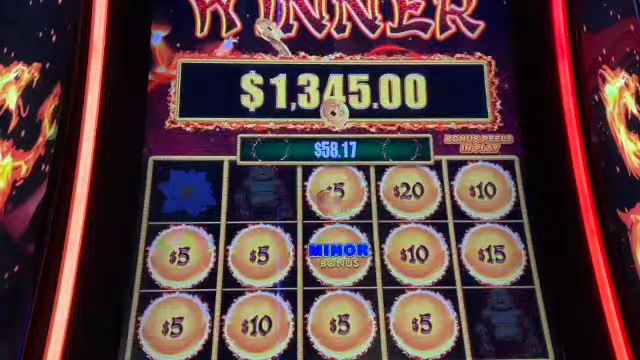 WINNER
$1,345.00
$58.17
BONUS REELS
IN PLAY
$5 $20 $10
$5 $5 MINOR BONUS $10 $15
$5 $10 $5 $5